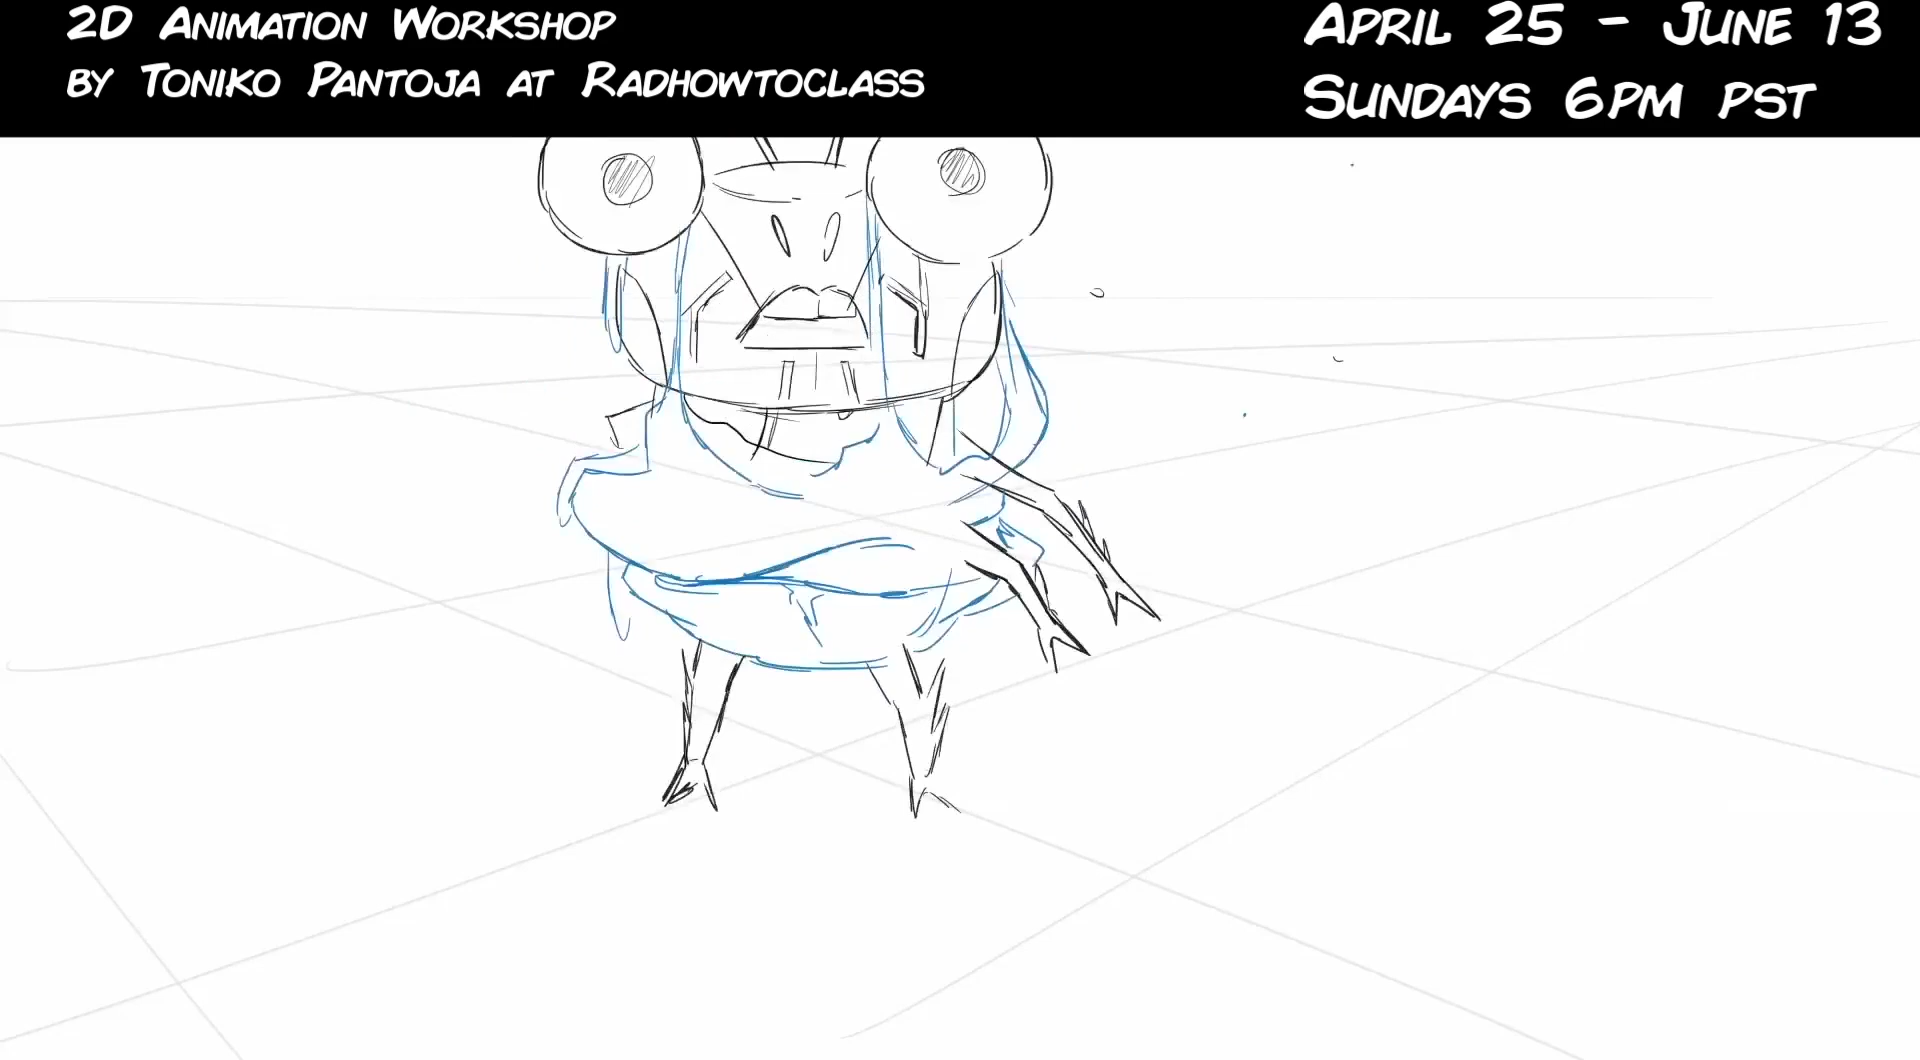 2D Animation Workshop
by Toniko Pantoja at Radhowtoclass
April 25 - June 13
Sundays 6pm pst